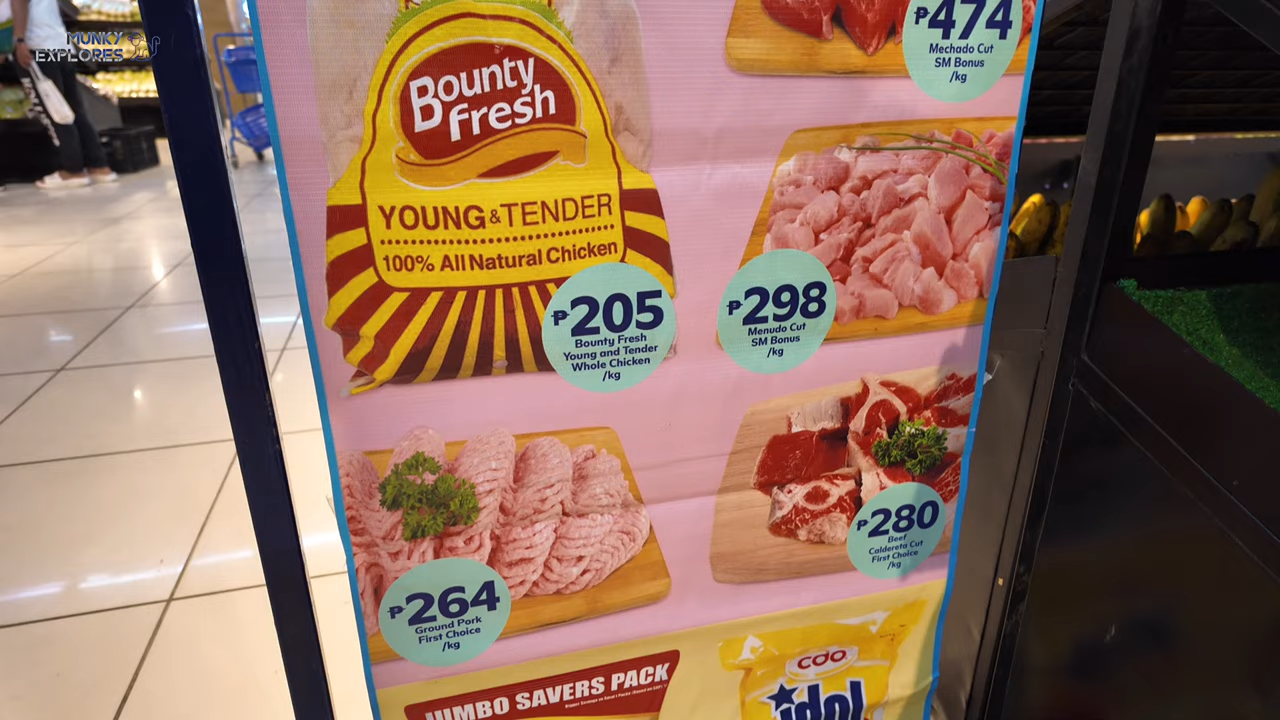 MUNKY
EXPLORES
₱474
Mechado Cut
SM Bonus
/kg
Bounty
Fresh
YOUNG & TENDER
100% All Natural Chicken
₱205
Bounty Fresh
Young and Tender
Whole Chicken
/kg
₱298
Menudo Cut
SM Bonus
/kg
₱280
Beef
Caldereta Cut
First Choice
/kg
₱264
Ground Pork
First Choice
/kg
JUMBO SAVERS PACK
CDO
idol